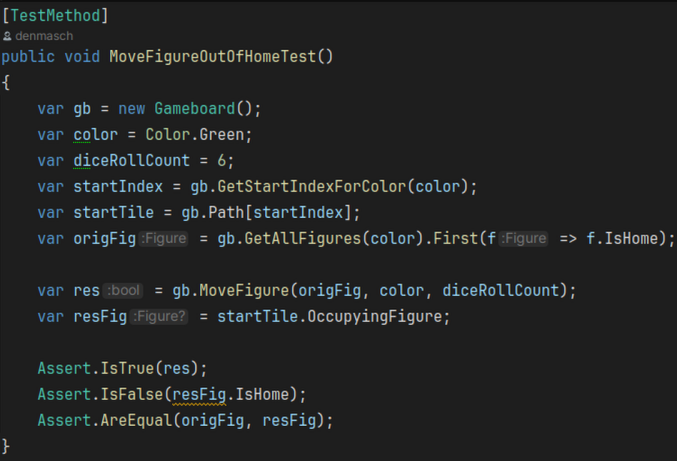 [TestMethod]
denmasch
public void MoveFigureOutOfHomeTest()
{
var gb = new Gameboard();
var color = Color.Green;
var diceRollCount = 6;
var startIndex = gb.GetStartIndexForColor(color);
var startTile = gb.Path[startIndex];
var origFig :Figure = gb.GetAllFigures(color).First(f :Figure => f.IsHome);
var res :bool = gb.MoveFigure(origFig, color, diceRollCount);
var resFig :Figure? = startTile.OccupyingFigure;
Assert.IsTrue(res);
Assert.IsFalse(resFig.IsHome);
Assert.AreEqual(origFig, resFig);
}